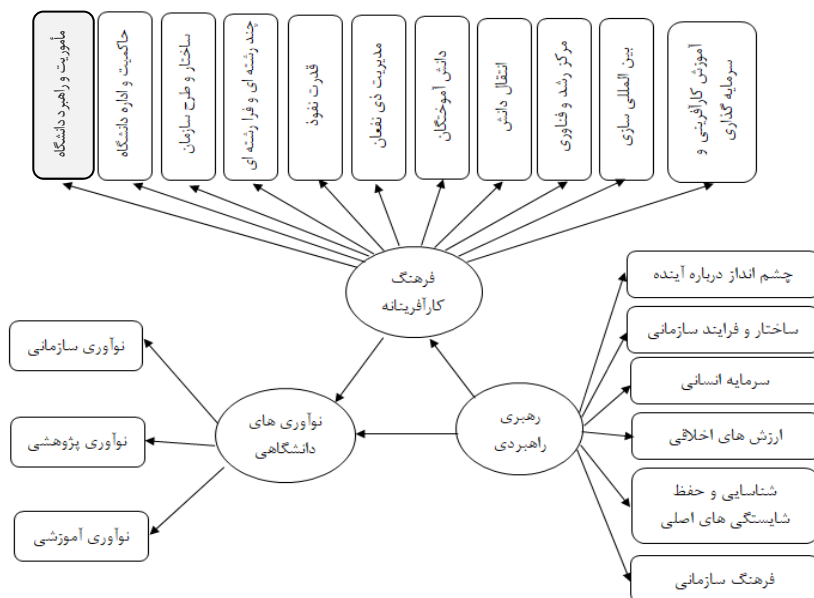 مأموریت و راهبرد دانشگاه
حاکمیت و اداره دانشگاه
ساختار و طرح سازمان
چند رشته ای و فرا رشته ای
قدرت نفوذ
مدیریت ذی نفعان
دانش آموختگان
انتقال دانش
مرکز رشد و فناوری
بین المللی سازی
آموزش کارآفرینی و
سرمایه گذاری
فرهنگ
کارآفرینانه
چشم انداز درباره آینده
ساختار و فرایند سازمانی
سرمایه انسانی
ارزش های اخلاقی
شناسایی و حفظ
شایستگی های اصلی
فرهنگ سازمانی
رهبری
راهبردی
نوآوری های
دانشگاهی
نوآوری سازمانی
نوآوری پژوهشی
نوآوری آموزشی